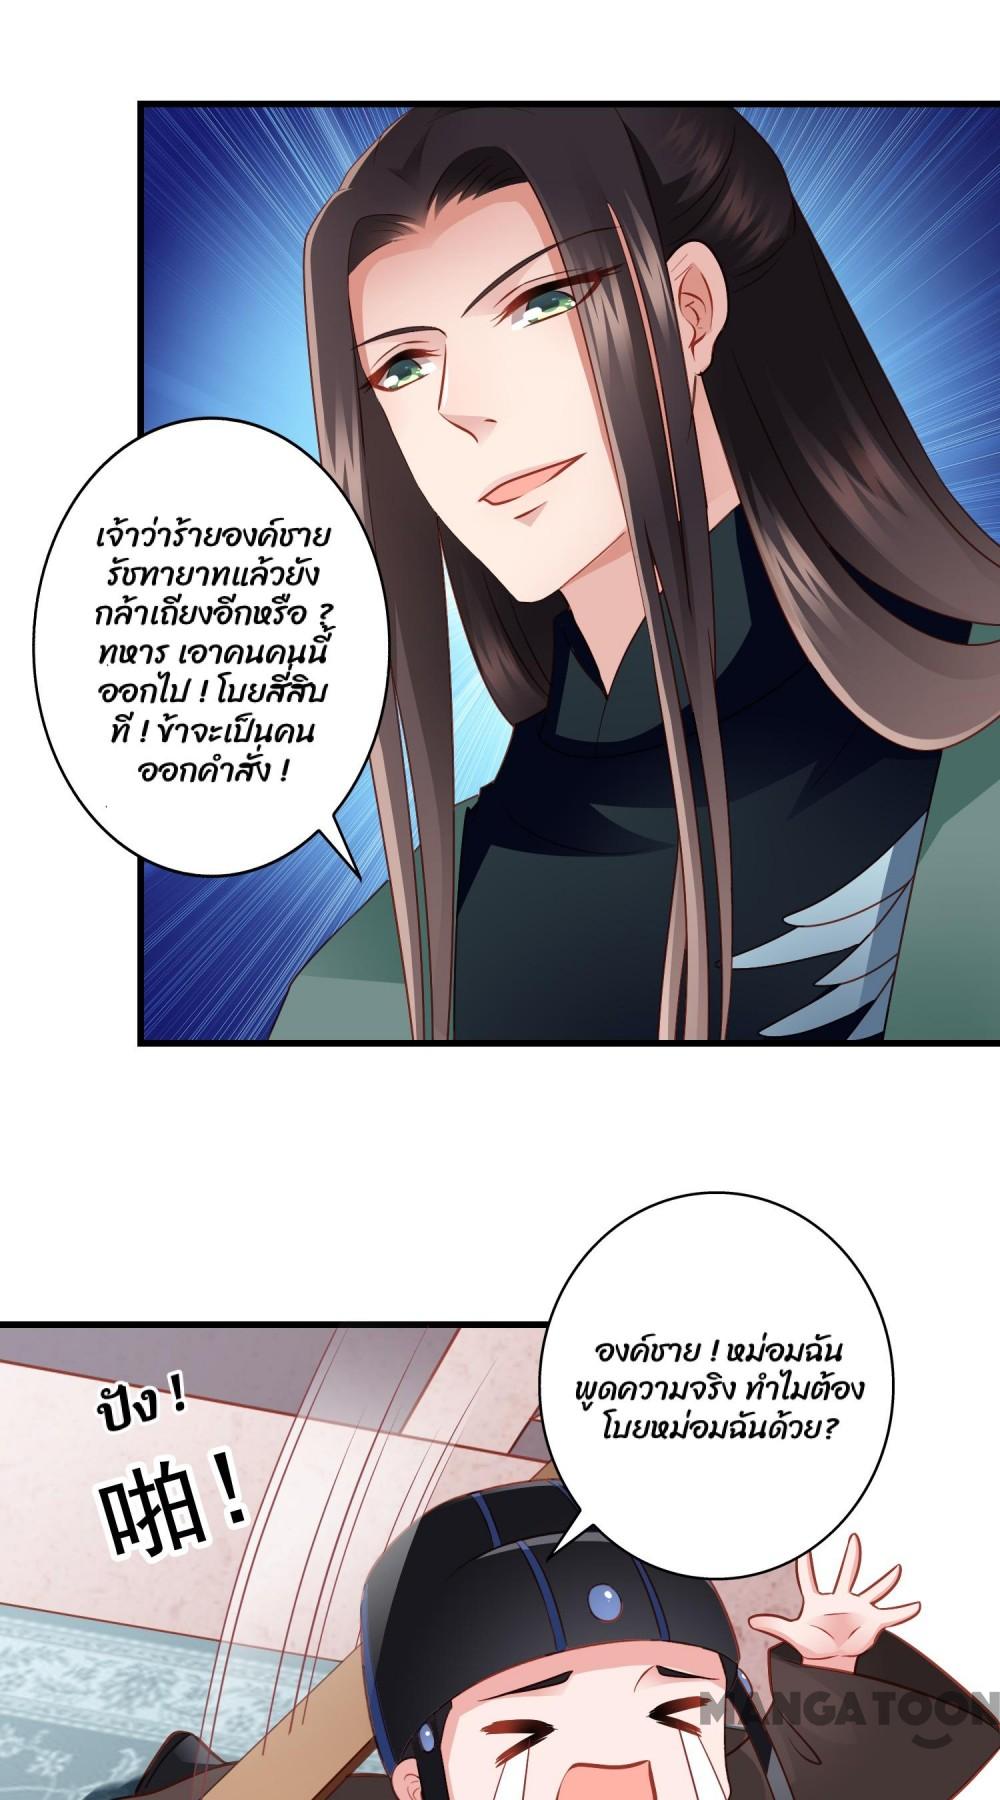 เจ้าว่าร้ายองค์ชาย
รัชทายาทแล้วยัง
กล้าเถียงอีกหรือ ?
ทหาร เอาคนคนนี้
ออกไป ! โบยสี่สิบ
ที ! ข้าจะเป็นคน
ออกคำสั่ง !
องค์ชาย ! หม่อมฉัน
พูดความจริง ทำไมต้อง
โบยหม่อมฉันด้วย?
ปัง !
啪 !
MANGATOON